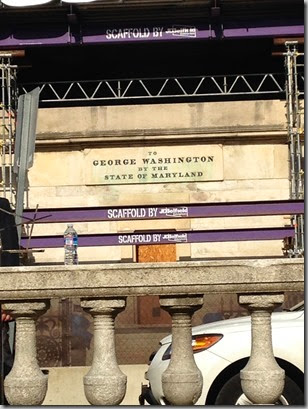 SCAFFOLD BY
TO
GEORGE WASHINGTON
BY THE
STATE OF MARYLAND
SCAFFOLD BY
SCAFFOLD BY